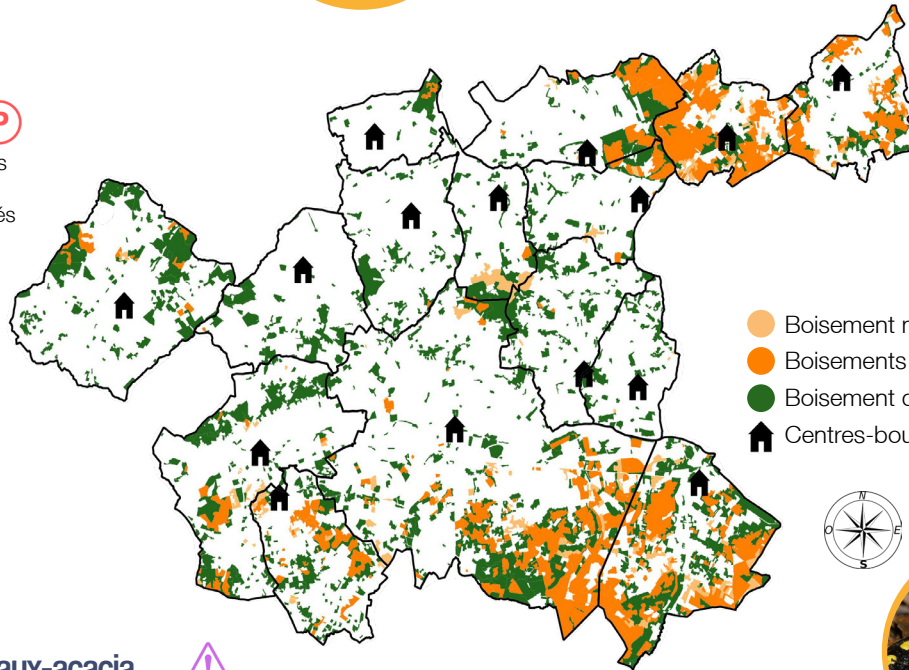 P
s
és
Boisement
Boisements
Boisement
Centres-bou
N
O
E
S
aux-acacia